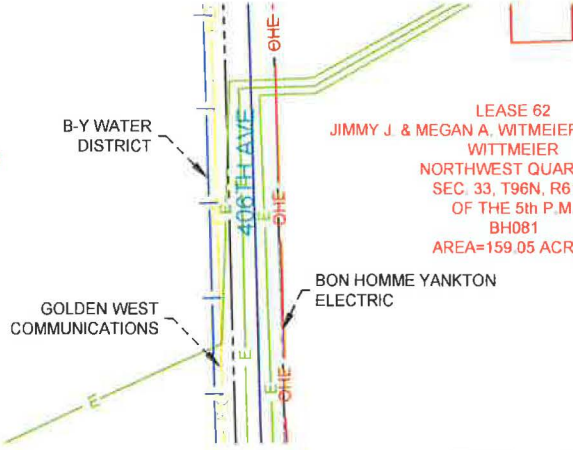 OHE
B-Y WATER
DISTRICT
LEASE 62
JIMMY J. & MEGAN A. WITMEIER
WITTMEIER
NORTHWEST QUAR
SEC. 33, T96N, R6
OF THE 5th P.M
BH081
AREA=159.05 ACR
406TH AVE
E
E
OHE
BON HOMME YANKTON
ELECTRIC
GOLDEN WEST
COMMUNICATIONS
E
E
OHE
E